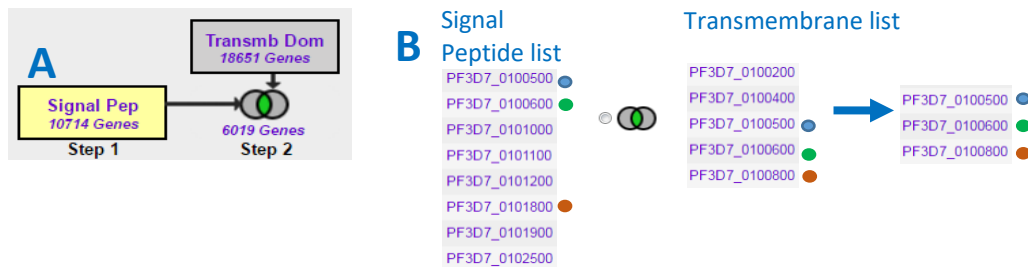 A
Transmb Dom
18651 Genes
Signal Pep
10714 Genes
6019 Genes
Step 1
Step 2
B
Signal
Peptide list
PF3D7_0100500
PF3D7_0100600
PF3D7_0101000
PF3D7_0101100
PF3D7_0101200
PF3D7_0101800
PF3D7_0101900
PF3D7_0102500
Transmembrane list
PF3D7_0100200
PF3D7_0100400
PF3D7_0100500
PF3D7_0100600
PF3D7_0100800
PF3D7_0100500
PF3D7_0100600
PF3D7_0100800